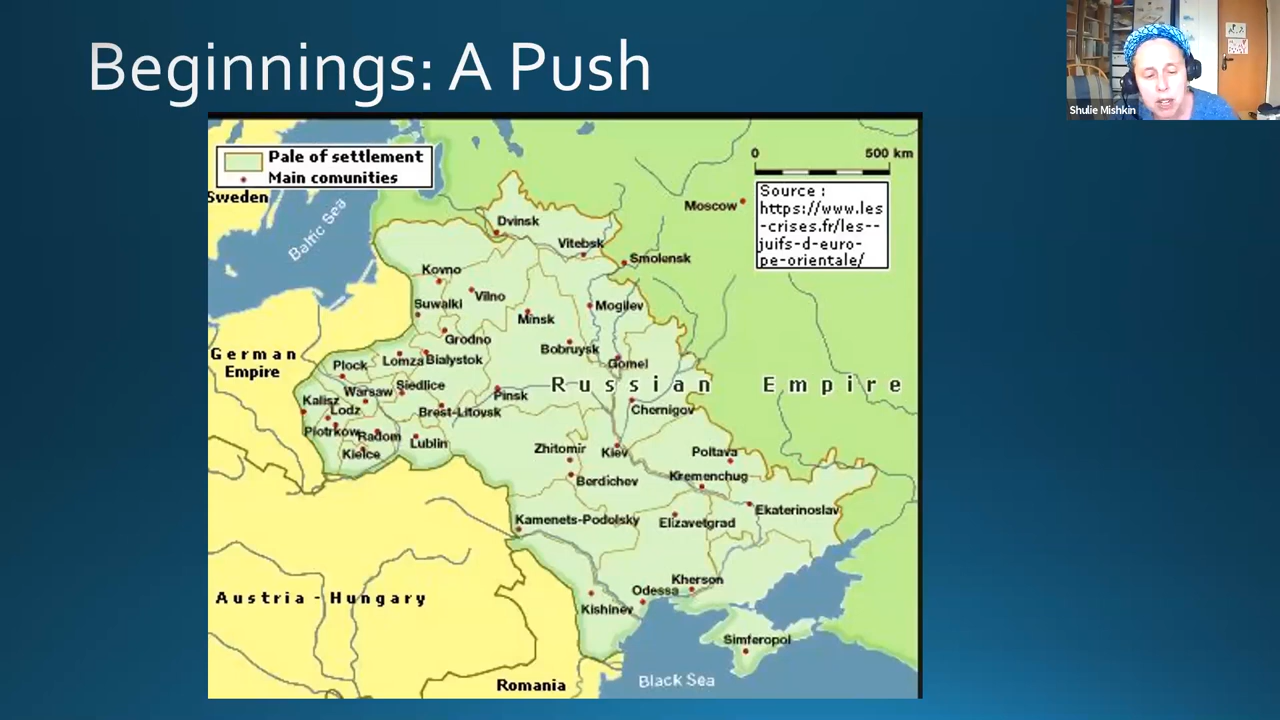 Beginnings: A Push
Shulie Mishkin
Pale of settlement
Main comunities
0 500 km
Source :
https://www.les
-crises.fr/les--
juifs-d-euro-
pe-orientale/
Sweden
Baltic Sea
Moscow
Dvinsk
Vitebsk
Smolensk
Kovno
Vilno
Suwalki
Mogilev
Minsk
Grodno
Bobruysk
German
Empire
Plock
Lomza
Bialystok
Gomel
Siedlice
Warsaw
Pinsk
Russian Empire
Kalisz
Lodz
Brest-Litovsk
Chernigov
Piotrkow
Radom
Lublin
Kielce
Zhitomir
Kiev
Poltava
Berdichev
Kremenchug
Ekaterinoslav
Kamenets-Podolsky
Elizavetgrad
Kherson
Odessa
Austria - Hungary
Kishinev
Simferopol
Romania
Black Sea